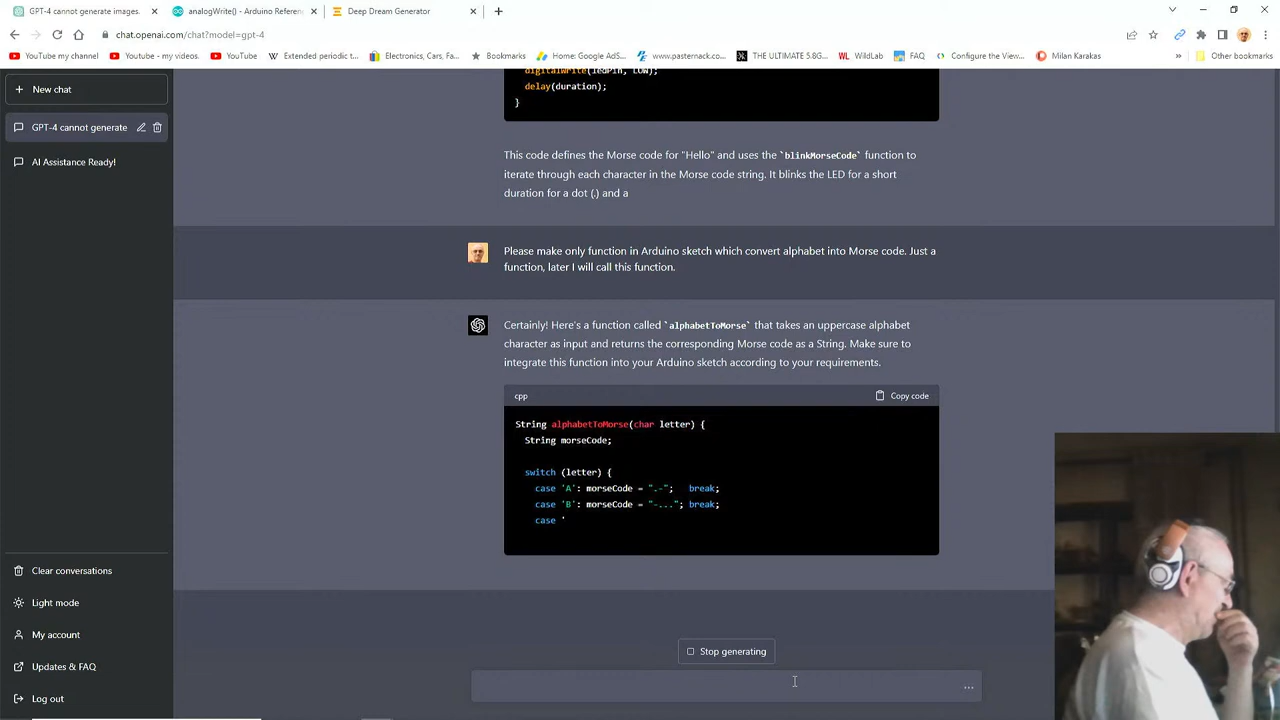 GPT-4 cannot generate images.
analogWrite() - Arduino Referen
Deep Dream Generator
chat.openai.com/chat?model=gpt-4
YouTube my channel
YouTube
YouTube
Extended periodic t
Electronics, Cars, Fa...
Bookmarks
Home: Google AdS...
www.pasternack.co...
THE ULTIMATE 5.8G...
WL WildLab
FAQ
Configure the View...
Milan Karakas
Other bookmarks
New chat
GPT-4 cannot generate
AI Assistance Ready!
digitalWrite(ledPin, LOW);
delay(duration);
}
This code defines the Morse code for "Hello" and uses the `blinkMorseCode` function to
iterate through each character in the Morse code string. It blinks the LED for a short
duration for a dot (.) and a
Please make only function in Arduino sketch which convert alphabet into Morse code. Just a
function, later I will call this function.
Certainly! Here's a function called `alphabetToMorse` that takes an uppercase alphabet
character as input and returns the corresponding Morse code as a String. Make sure to
integrate this function into your Arduino sketch according to your requirements.
cpp
Copy code
String alphabetToMorse(char letter) {
String morseCode;
switch (letter) {
case 'A': morseCode = ".-"; break;
case 'B': morseCode = "-..."; break;
case '
Stop generating
...
Clear conversations
Light mode
My account
Updates & FAQ
Log out